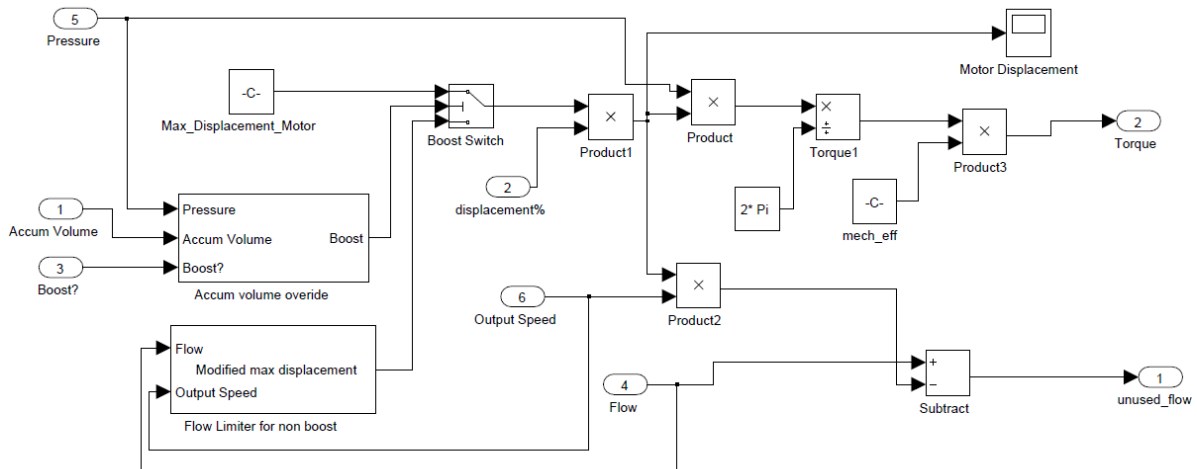 5
Pressure
-C-
Max_Displacement_Motor
Boost Switch
×
Product1
×
Product
Motor Displacement
×
÷
Torque1
×
Product3
2
Torque
2
displacement%
2* Pi
-C-
mech_eff
1
Accum Volume
3
Boost?
Pressure
Accum Volume
Boost?
Boost
Accum volume overide
6
Output Speed
×
Product2
Flow
Modified max displacement
Output Speed
Flow Limiter for non boost
4
Flow
+
−
Subtract
1
unused_flow